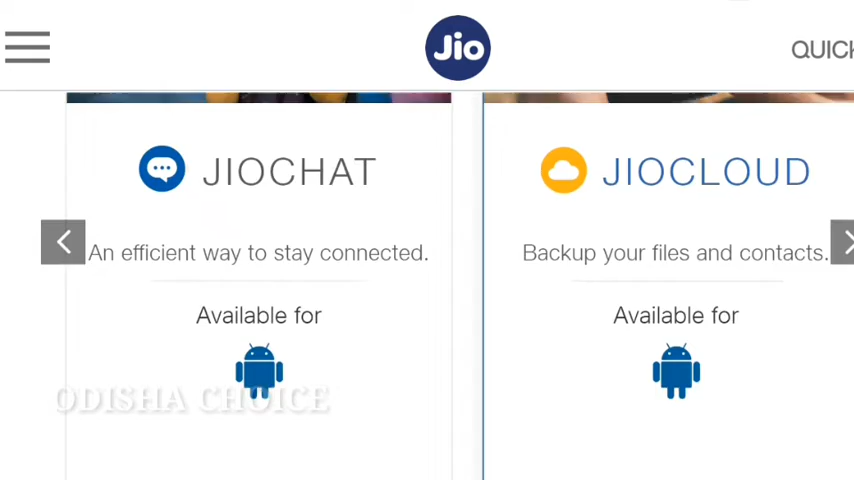 Jio
QUICK
JIOCHAT
An efficient way to stay connected.
Available for
JIOCLOUD
Backup your files and contacts.
Available for
ODISHA CHOICE